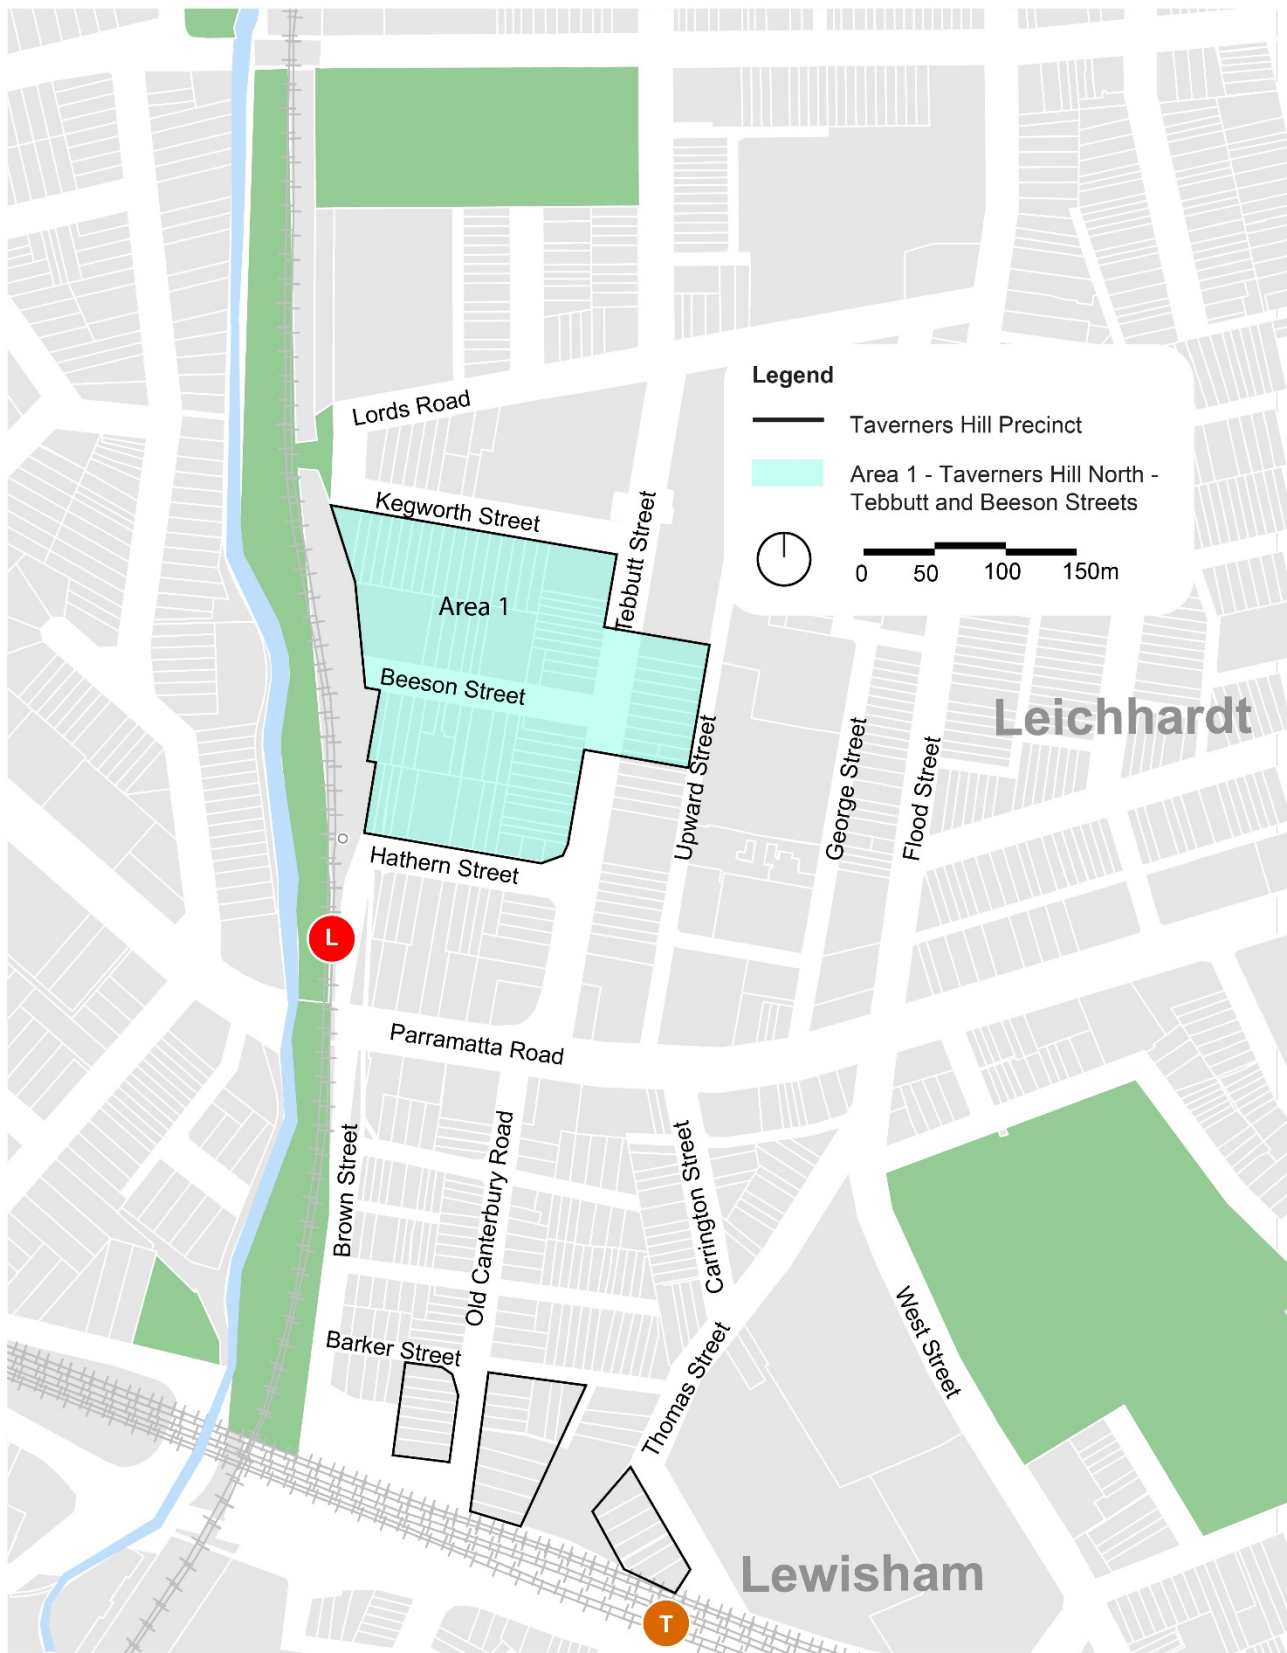 Lords Road
Legend
Taverners Hill Precinct
Area 1 - Taverners Hill North -
Tebbutt and Beeson Streets
0 50 100 150m
Kegworth Street
Tebbutt Street
Area 1
Beeson Street
Leichhardt
Upward Street
George Street
Flood Street
Hathern Street
L
Parramatta Road
Brown Street
Old Canterbury Road
Carrington Street
West Street
Barker Street
Thomas Street
Lewisham
T